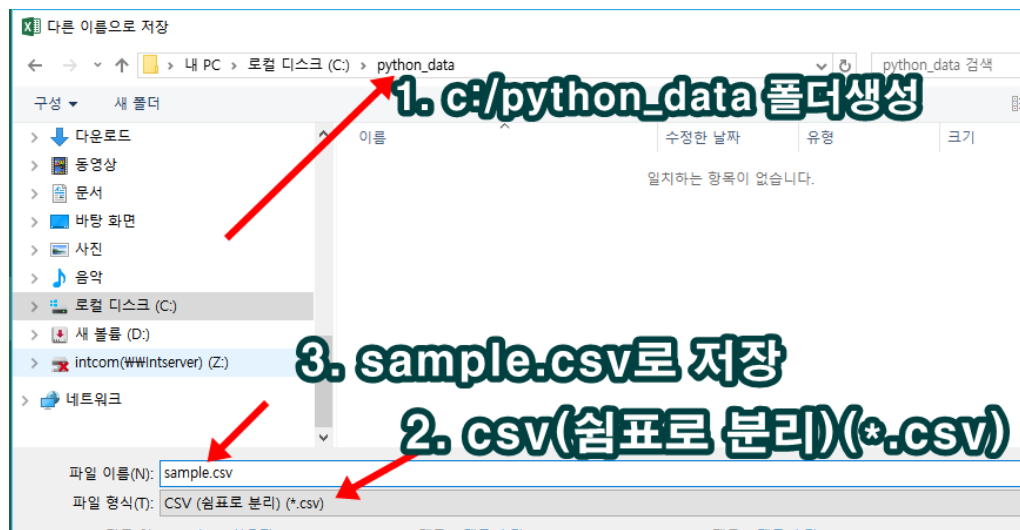 다른 이름으로 저장
내 PC > 로컬 디스크 (C:) > python_data
python_data 검색
1. c:/python_data 폴더생성
구성 새 폴더
다운로드
동영상
문서
바탕 화면
사진
음악
로컬 디스크 (C:)
새 볼륨 (D:)
intcom(₩₩Intserver) (Z:)
네트워크
이름 수정한 날짜 유형 크기
일치하는 항목이 없습니다.
3. sample.csv로 저장
2. csv(쉼표로 분리)(*.csv)
파일 이름(N): sample.csv
파일 형식(T): CSV (쉼표로 분리) (*.csv)